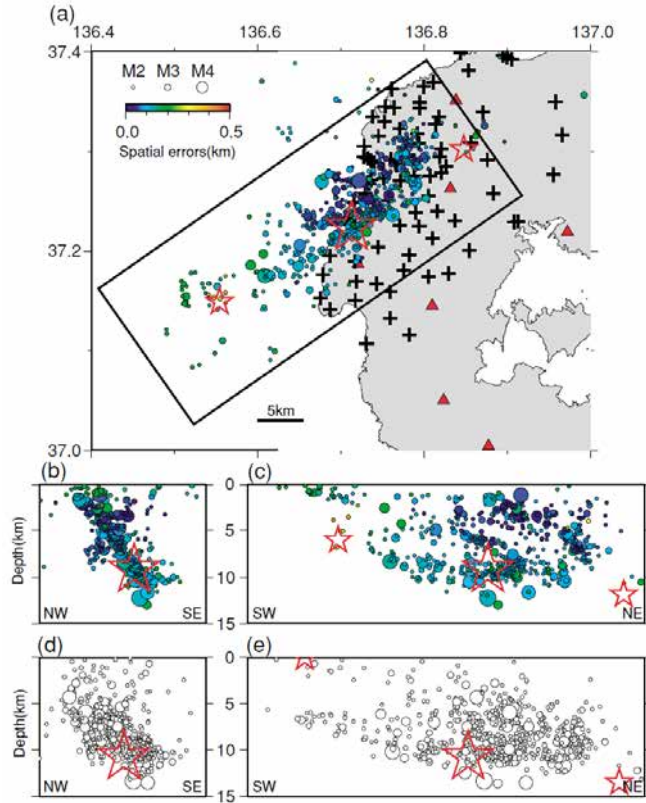 (a)
136.4 136.6 136.8 137.0
37.4
M2 M3 M4
0.0 0.5
Spatial errors(km)
37.2
5km
37.0
(b) (c)
0 0
5
10
15
Depth(km)
NW SE SW NE
(d) (e)
0
5
10
15
Depth(km)
NW SE SW NE